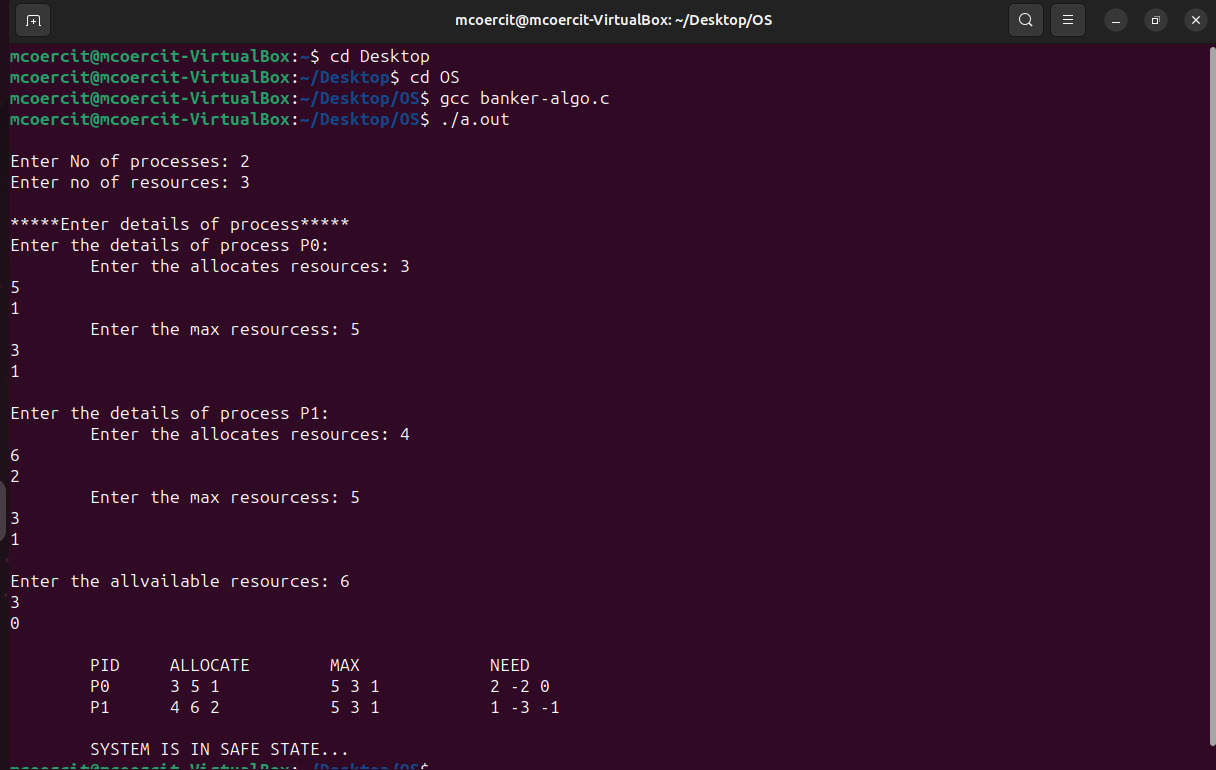 mcoercit@mcoercit-VirtualBox: ~/Desktop/OS
mcoercit@mcoercit-VirtualBox:~$ cd Desktop
mcoercit@mcoercit-VirtualBox:~/Desktop$ cd OS
mcoercit@mcoercit-VirtualBox:~/Desktop/OS$ gcc banker-algo.c
mcoercit@mcoercit-VirtualBox:~/Desktop/OS$ ./a.out
Enter No of processes: 2
Enter no of resources: 3
*****Enter details of process*****
Enter the details of process P0:
Enter the allocates resources: 3
5
1
Enter the max resourcess: 5
3
1
Enter the details of process P1:
Enter the allocates resources: 4
6
2
Enter the max resourcess: 5
3
1
Enter the allvailable resources: 6
3
0
PID ALLOCATE MAX NEED
P0 3 5 1 5 3 1 2 -2 0
P1 4 6 2 5 3 1 1 -3 -1
SYSTEM IS IN SAFE STATE...
mcoercit@mcoercit-VirtualBox:~/Desktop/OS$